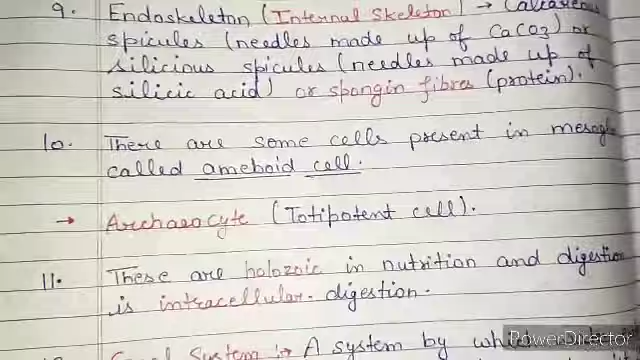 9. Endoskeleton (Internal Skeleton) → Calcareous
spicules (needles made up of CaCO3) or
silicious spicules (needles made up of
silicic acid) or spongin fibres (protein).
10. There are some cells present in mesogl
called ameboid cell.
→ Archaeocyte (Totipotent cell).
11. These are holozoic in nutrition and digestion
is intracellular digestion.
Canal System :→ A system by which
PowerDirector